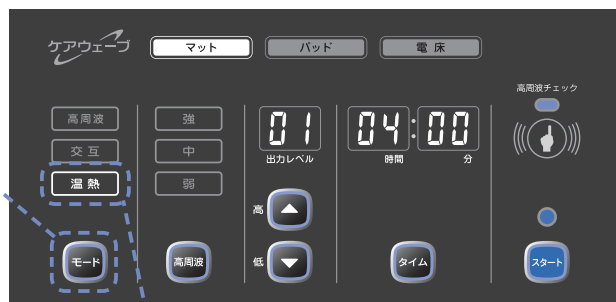 ケアウェーブ
マット
パッド
電床
高周波チェック
高周波
交互
温熱
強
中
弱
01
出力レベル
04:00
時間 分
高
低
モード
高周波
タイム
スタート